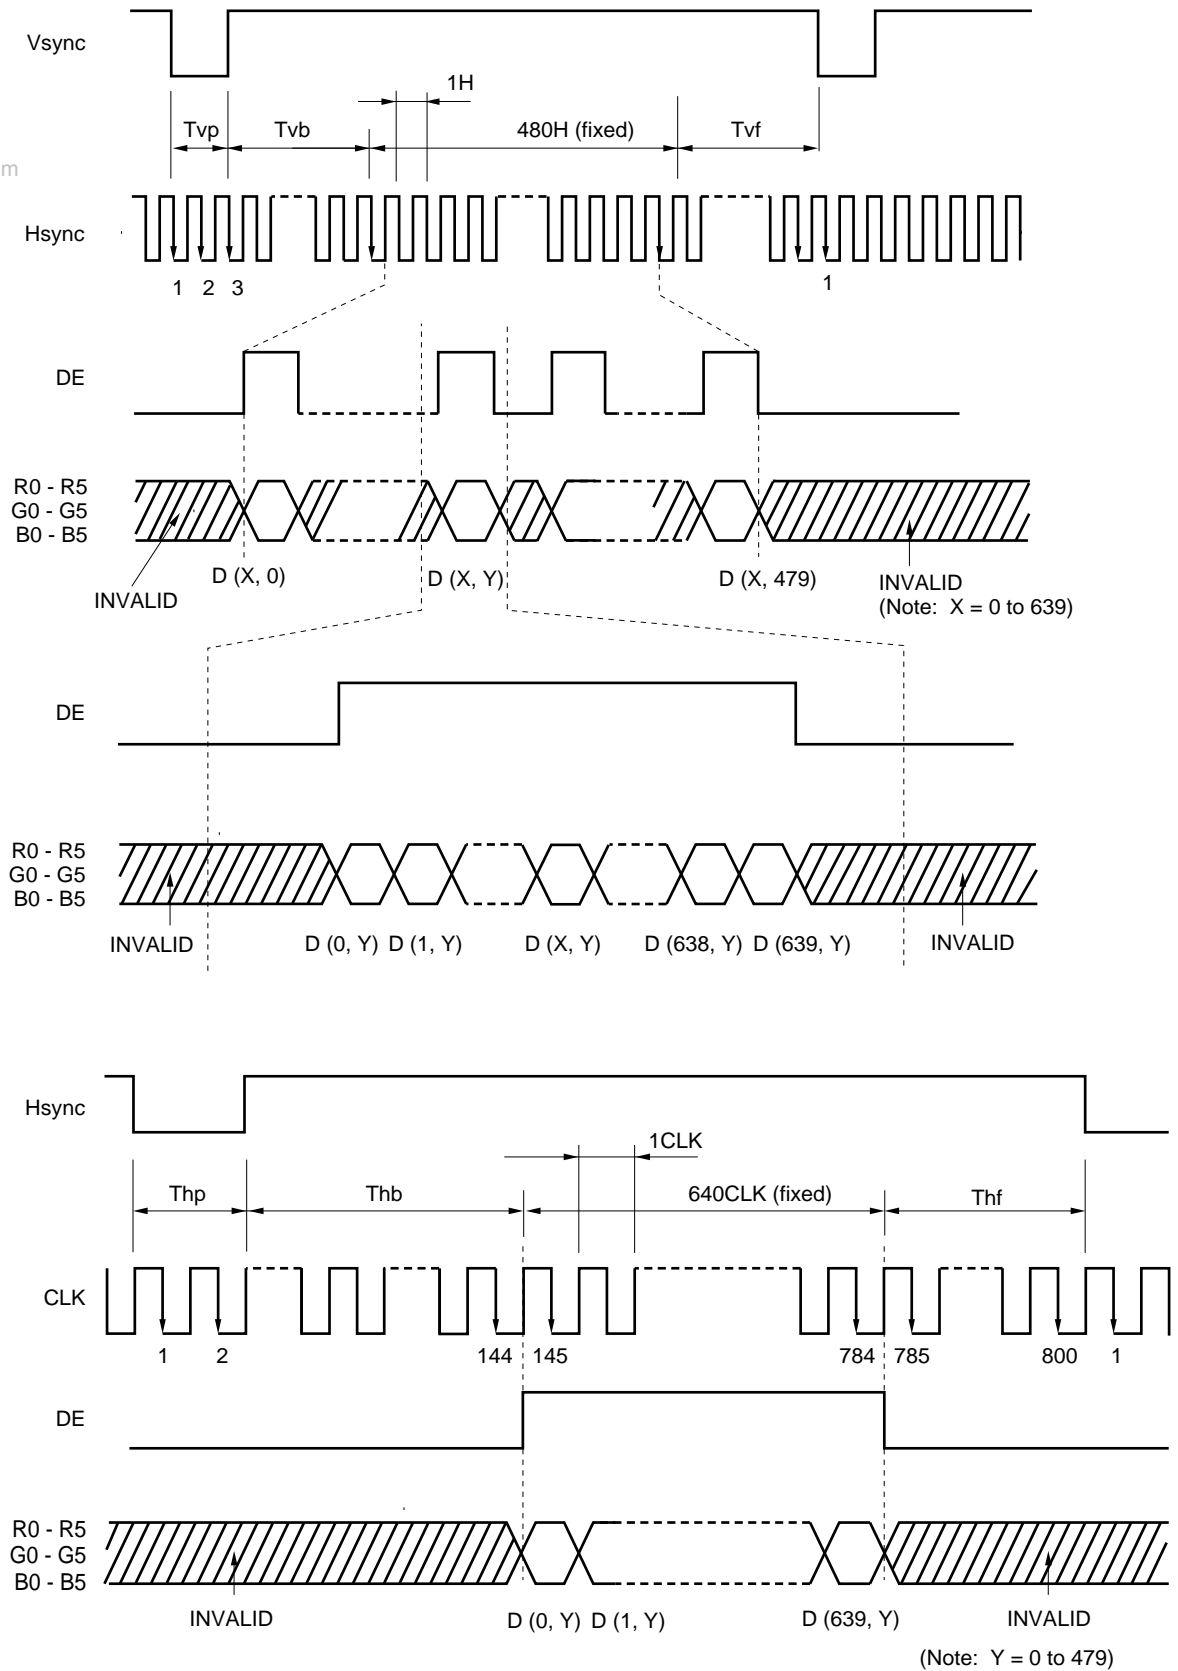 Vsync
1H
Tvp Tvb 480H (fixed) Tvf
m
Hsync
1 2 3 1
DE
R0 - R5
G0 - G5
B0 - B5
D (X, 0) D (X, Y) D (X, 479) INVALID
INVALID (Note: X = 0 to 639)
DE
R0 - R5
G0 - G5
B0 - B5
INVALID D (0, Y) D (1, Y) D (X, Y) D (638, Y) D (639, Y) INVALID
Hsync
1CLK
Thp Thb 640CLK (fixed) Thf
CLK
1 2 144 145 784 785 800 1
DE
R0 - R5
G0 - G5
B0 - B5
INVALID D (0, Y) D (1, Y) D (639, Y) INVALID
(Note: Y = 0 to 479)